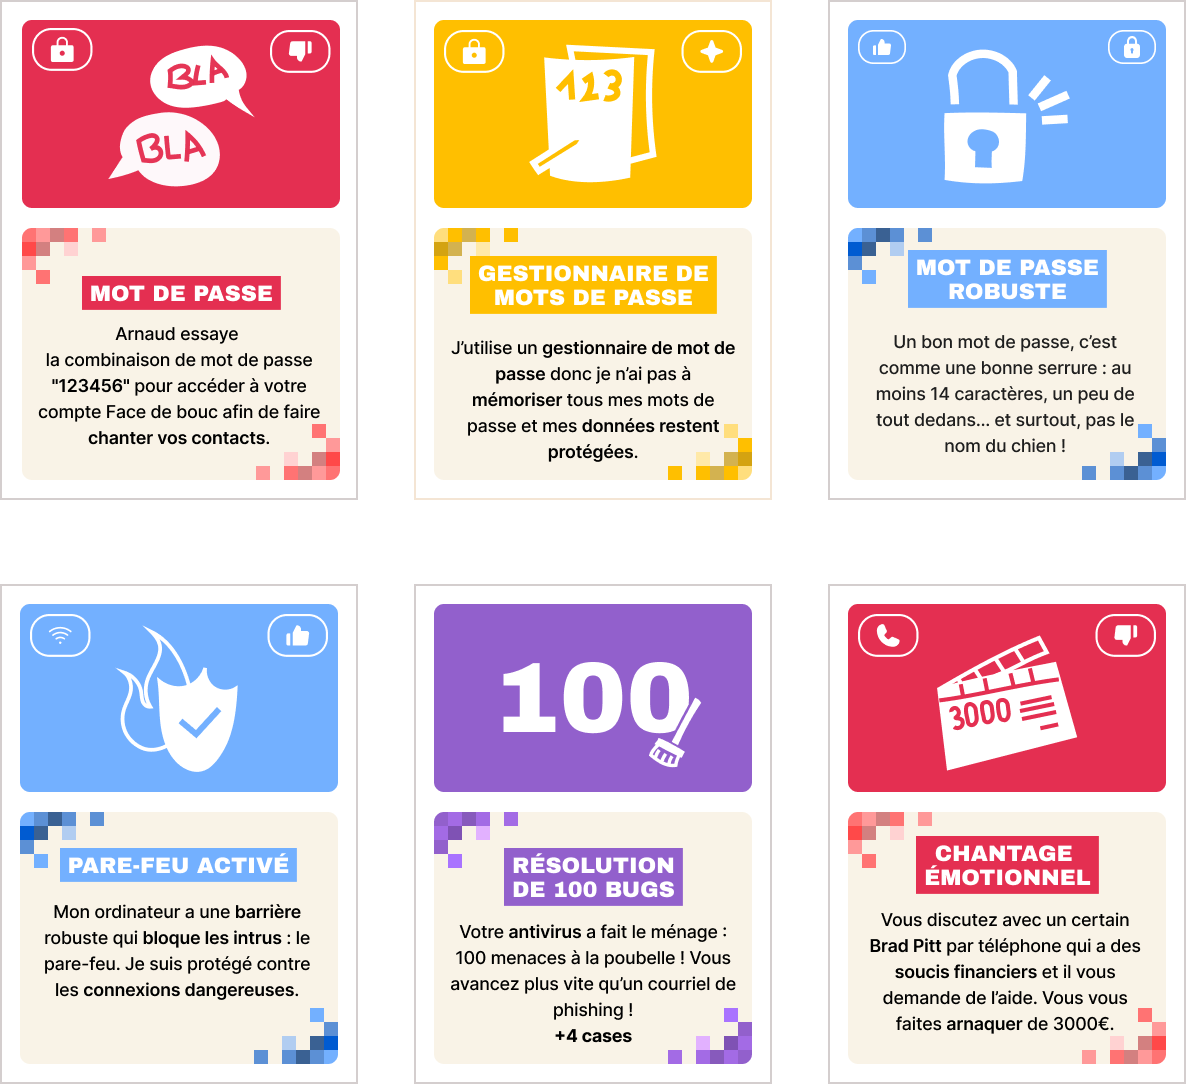 BLA
BLA
MOT DE PASSE
Arnaud essaye
la combinaison de mot de passe
"123456" pour accéder à votre
compte Face de bouc afin de faire
chanter vos contacts.
123
GESTIONNAIRE DE
MOTS DE PASSE
J’utilise un gestionnaire de mot de
passe donc je n’ai pas à
mémoriser tous mes mots de
passe et mes données restent
protégées.
MOT DE PASSE
ROBUSTE
Un bon mot de passe, c’est
comme une bonne serrure : au
moins 14 caractères, un peu de
tout dedans... et surtout, pas le
nom du chien !
PARE-FEU ACTIVÉ
Mon ordinateur a une barrière
robuste qui bloque les intrus : le
pare-feu. Je suis protégé contre
les connexions dangereuses.
100
RÉSOLUTION
DE 100 BUGS
Votre antivirus a fait le ménage :
100 menaces à la poubelle ! Vous
avancez plus vite qu’un courriel de
phishing !
+4 cases
3000
CHANTAGE
ÉMOTIONNEL
Vous discutez avec un certain
Brad Pitt par téléphone qui a des
soucis financiers et il vous
demande de l’aide. Vous vous
faites arnaquer de 3000€.